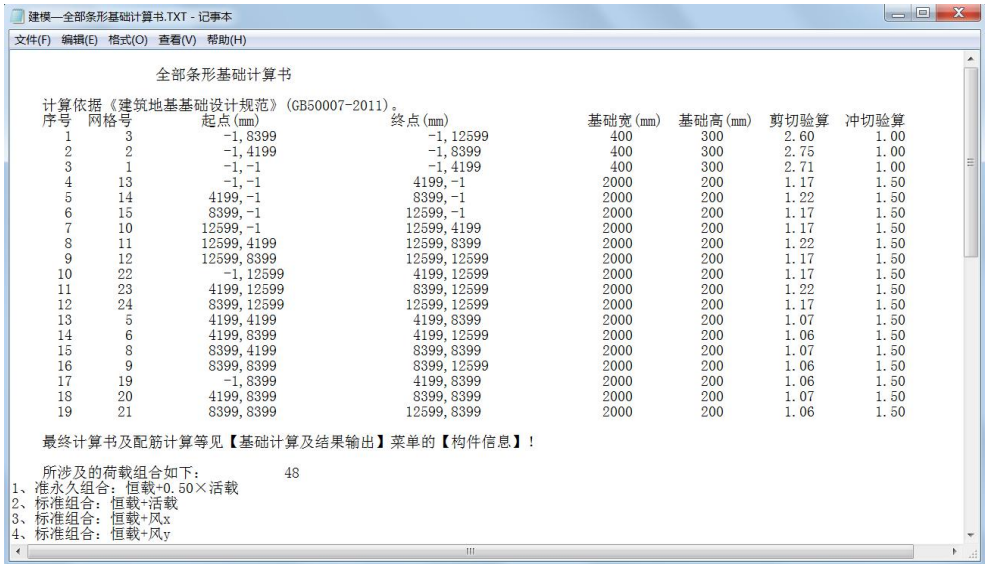 建模—全部条形基础计算书.TXT - 记事本
文件(F) 编辑(E) 格式(O) 查看(V) 帮助(H)
全部条形基础计算书
计算依据《建筑地基基础设计规范》(GB50007-2011)。
序号 网格号 起点(mm) 终点(mm) 基础宽(mm) 基础高(mm) 剪切验算 冲切验算
1 3 -1,8399 -1,12599 400 300 2.60 1.00
2 2 -1,4199 -1,8399 400 300 2.75 1.00
3 1 -1,-1 -1,4199 400 300 2.71 1.00
4 13 -1,-1 4199,-1 2000 200 1.17 1.50
5 14 4199,-1 8399,-1 2000 200 1.22 1.50
6 15 8399,-1 12599,-1 2000 200 1.17 1.50
7 10 12599,-1 12599,4199 2000 200 1.17 1.50
8 11 12599,4199 12599,8399 2000 200 1.22 1.50
9 12 12599,8399 12599,12599 2000 200 1.17 1.50
10 22 -1,12599 4199,12599 2000 200 1.17 1.50
11 23 4199,12599 8399,12599 2000 200 1.22 1.50
12 24 8399,12599 12599,12599 2000 200 1.17 1.50
13 5 4199,4199 4199,8399 2000 200 1.07 1.50
14 6 4199,8399 4199,12599 2000 200 1.06 1.50
15 8 8399,4199 8399,8399 2000 200 1.07 1.50
16 9 8399,8399 8399,12599 2000 200 1.06 1.50
17 19 -1,8399 4199,8399 2000 200 1.06 1.50
18 20 4199,8399 8399,8399 2000 200 1.07 1.50
19 21 8399,8399 12599,8399 2000 200 1.06 1.50
最终计算书及配筋计算等见【基础计算及结果输出】菜单的【构件信息】!
所涉及的荷载组合如下: 48
1、准永久组合:恒载+0.50×活载
2、标准组合:恒载+活载
3、标准组合:恒载+风x
4、标准组合:恒载+风y